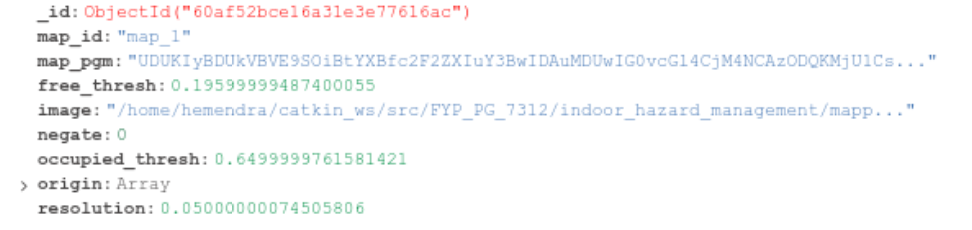 _id: ObjectId("60af52bce16a31e3e77616ac")
map_id: "map_1"
map_pgm: "UDUKIyBDUkVBVE9SOiBtYXBfc2F2ZXIuY3BwIDAuMDUwIG0vcGl4CjM4NCAzODQKMjU1Cs..."
free_thresh: 0.19599999487400055
image: "/home/hemendra/catkin_ws/src/FYP_PG_7312/indoor_hazard_management/mapp..."
negate: 0
occupied_thresh: 0.6499999761581421
> origin: Array
resolution: 0.05000000074505806